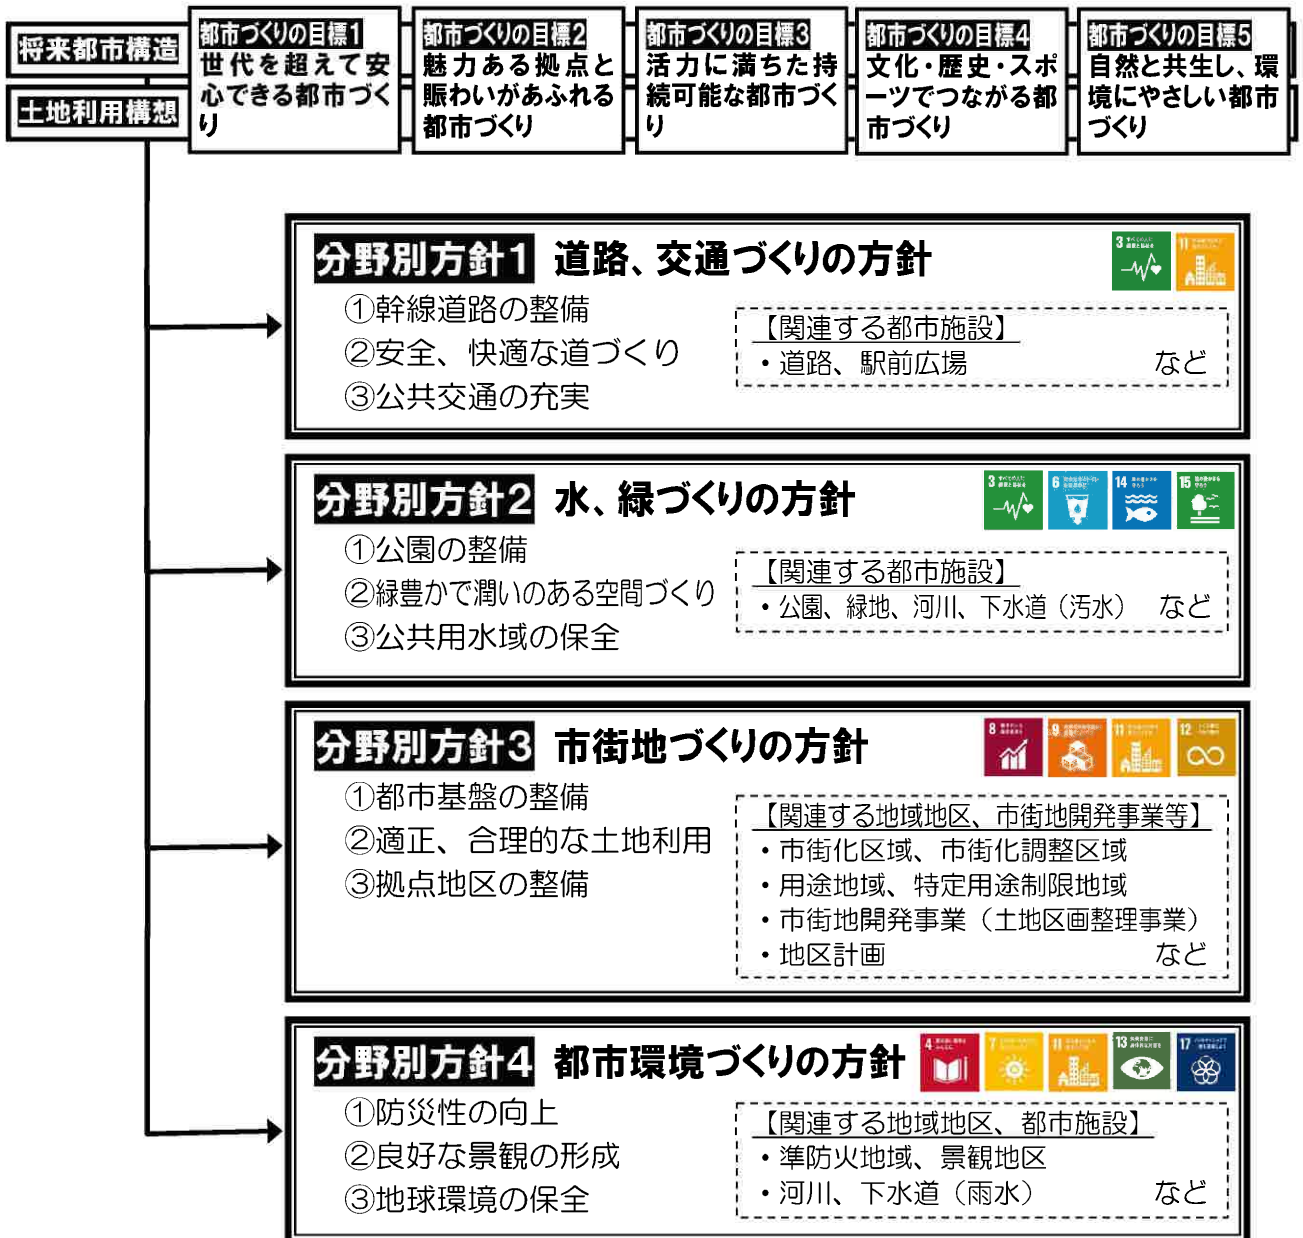 将来都市構造
土地利用構想
都市づくりの目標1
世代を超えて安
心できる都市づく
り
都市づくりの目標2
魅力ある拠点と
賑わいがあふれる
都市づくり
都市づくりの目標3
活力に満ちた持
続可能な都市づく
り
都市づくりの目標4
文化・歴史・スポ
ーツでつながる都
市づくり
都市づくりの目標5
自然と共生し、環
境にやさしい都市
づくり
分野別方針1 道路、交通づくりの方針
3
11
①幹線道路の整備
②安全、快適な道づくり
③公共交通の充実
【関連する都市施設】
・道路、駅前広場 など
分野別方針2 水、緑づくりの方針
3
6
14
15
①公園の整備
②緑豊かで潤いのある空間づくり
③公共用水域の保全
【関連する都市施設】
・公園、緑地、河川、下水道（汚水） など
分野別方針3 市街地づくりの方針
8
9
11
12
①都市基盤の整備
②適正、合理的な土地利用
③拠点地区の整備
【関連する地域地区、市街地開発事業等】
・市街化区域、市街化調整区域
・用途地域、特定用途制限地域
・市街地開発事業（土地区画整理事業）
・地区計画 など
分野別方針4 都市環境づくりの方針
4
7
11
13
17
①防災性の向上
②良好な景観の形成
③地球環境の保全
【関連する地域地区、都市施設】
・準防火地域、景観地区
・河川、下水道（雨水） など